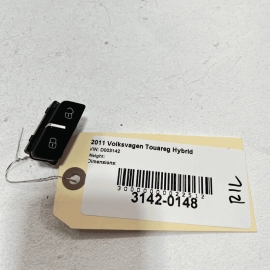 2011 Volkswagen Touareg Hybrid
VIN: D003142
Weight:
Dimensions:
3142-0148